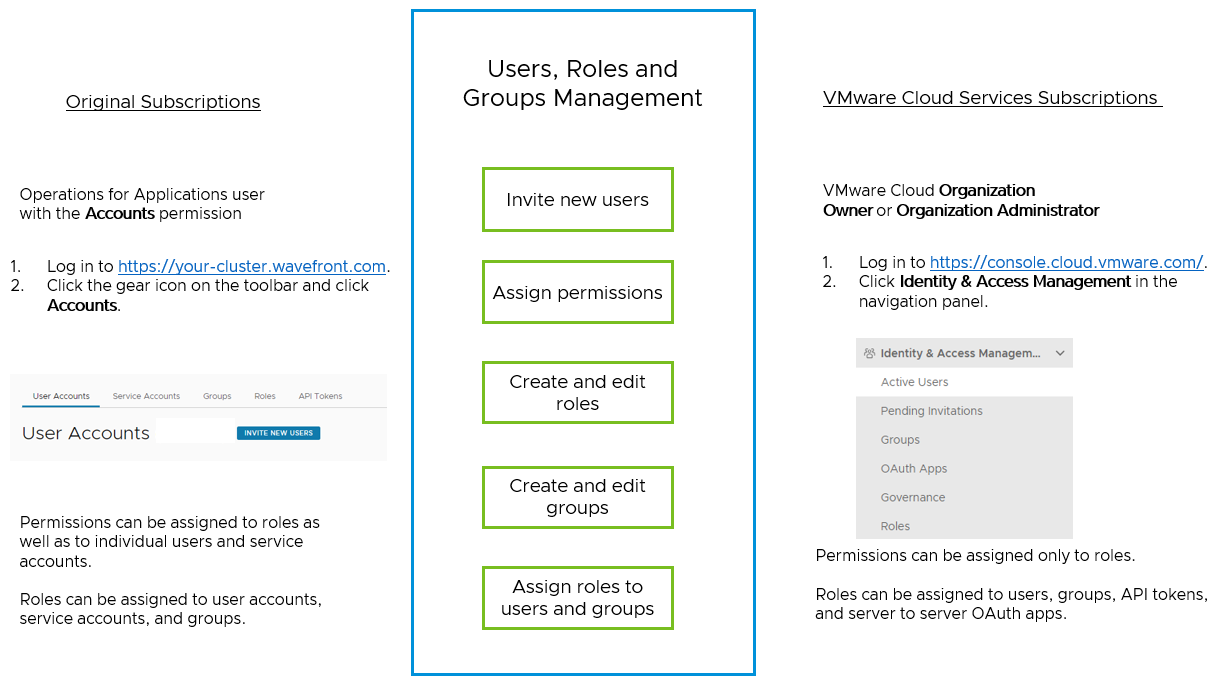 Original Subscriptions
Operations for Applications user
with the Accounts permission
1. Log in to https://your-cluster.wavefront.com.
2. Click the gear icon on the toolbar and click
Accounts.
User Accounts Service Accounts Groups Roles API Tokens
User Accounts INVITE NEW USERS
Permissions can be assigned to roles as
well as to individual users and service
accounts.
Roles can be assigned to user accounts,
service accounts, and groups.
Users, Roles and
Groups Management
Invite new users
Assign permissions
Create and edit
roles
Create and edit
groups
Assign roles to
users and groups
VMware Cloud Services Subscriptions
VMware Cloud Organization
Owner or Organization Administrator
1. Log in to https://console.cloud.vmware.com/.
2. Click Identity & Access Management in the
navigation panel.
Identity & Access Managem...
Active Users
Pending Invitations
Groups
OAuth Apps
Governance
Roles
Permissions can be assigned only to roles.
Roles can be assigned to users, groups, API tokens,
and server to server OAuth apps.